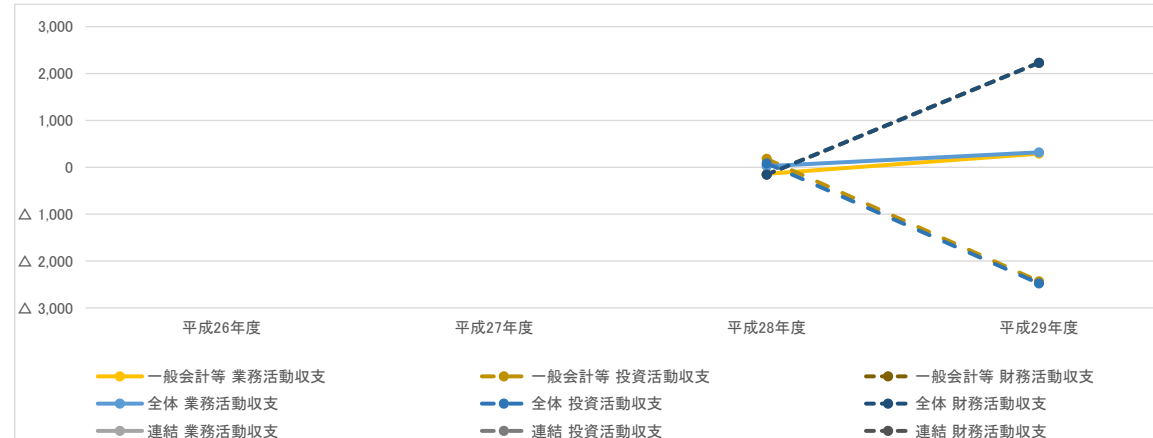 3,000
2,000
1,000
0
△ 1,000
△ 2,000
△ 3,000
平成26年度 平成27年度 平成28年度 平成29年度
一般会計等 業務活動収支 一般会計等 投資活動収支 一般会計等 財務活動収支
全体 業務活動収支 全体 投資活動収支 全体 財務活動収支
連結 業務活動収支 連結 投資活動収支 連結 財務活動収支